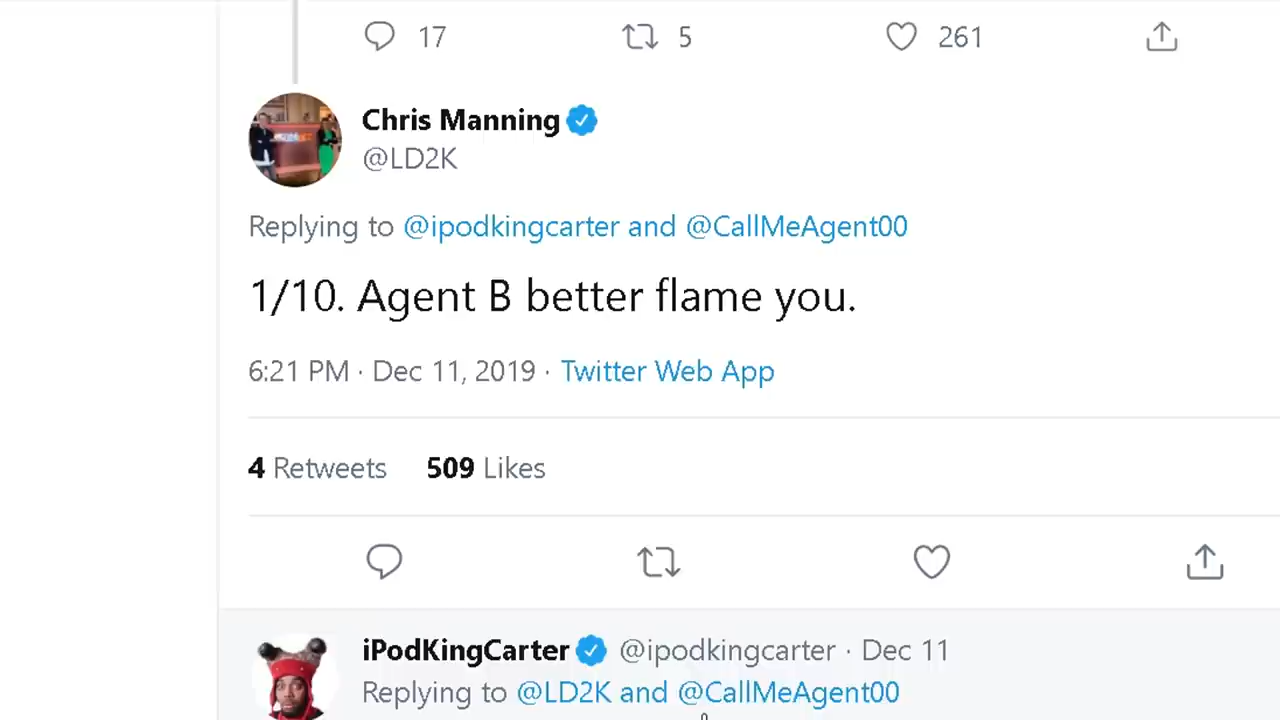 17 5 261
Chris Manning
@LD2K
Replying to @ipodkingcarter and @CallMeAgent00
1/10. Agent B better flame you.
6:21 PM · Dec 11, 2019 · Twitter Web App
4 Retweets 509 Likes
iPodKingCarter @ipodkingcarter · Dec 11
Replying to @LD2K and @CallMeAgent00